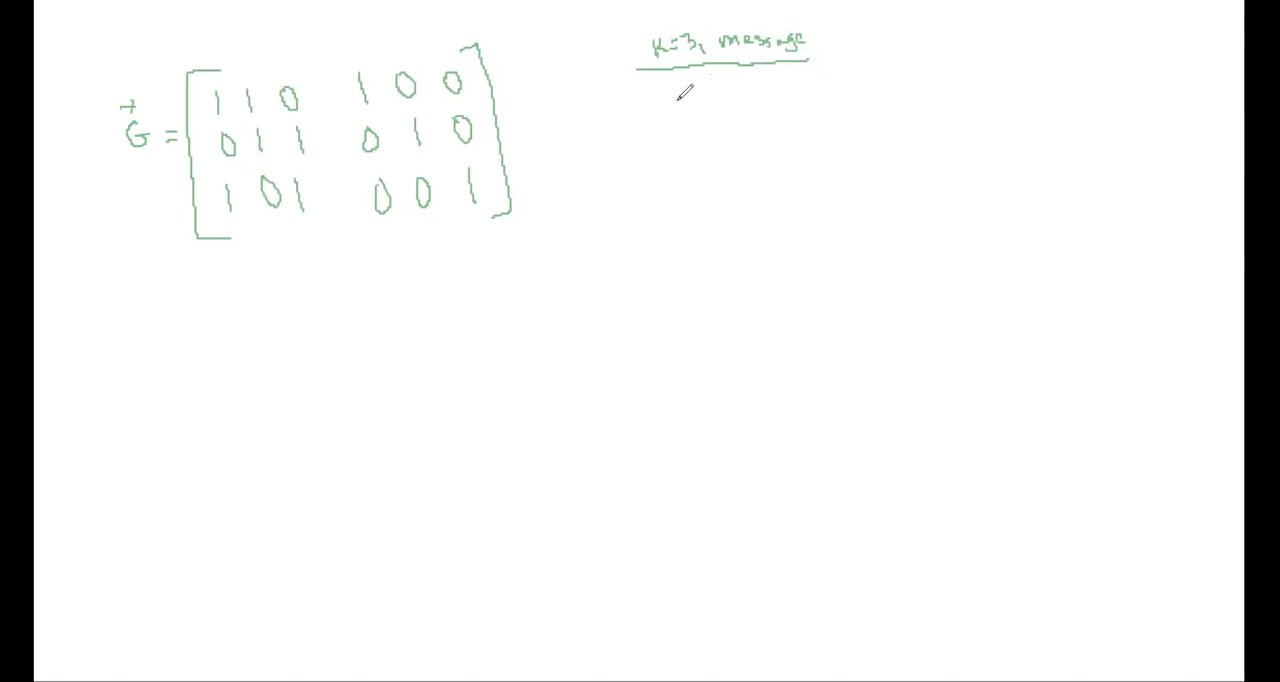 K=3, message
→
G = [ 1 1 0 1 0 0
0 1 1 0 1 0
1 0 1 0 0 1 ]